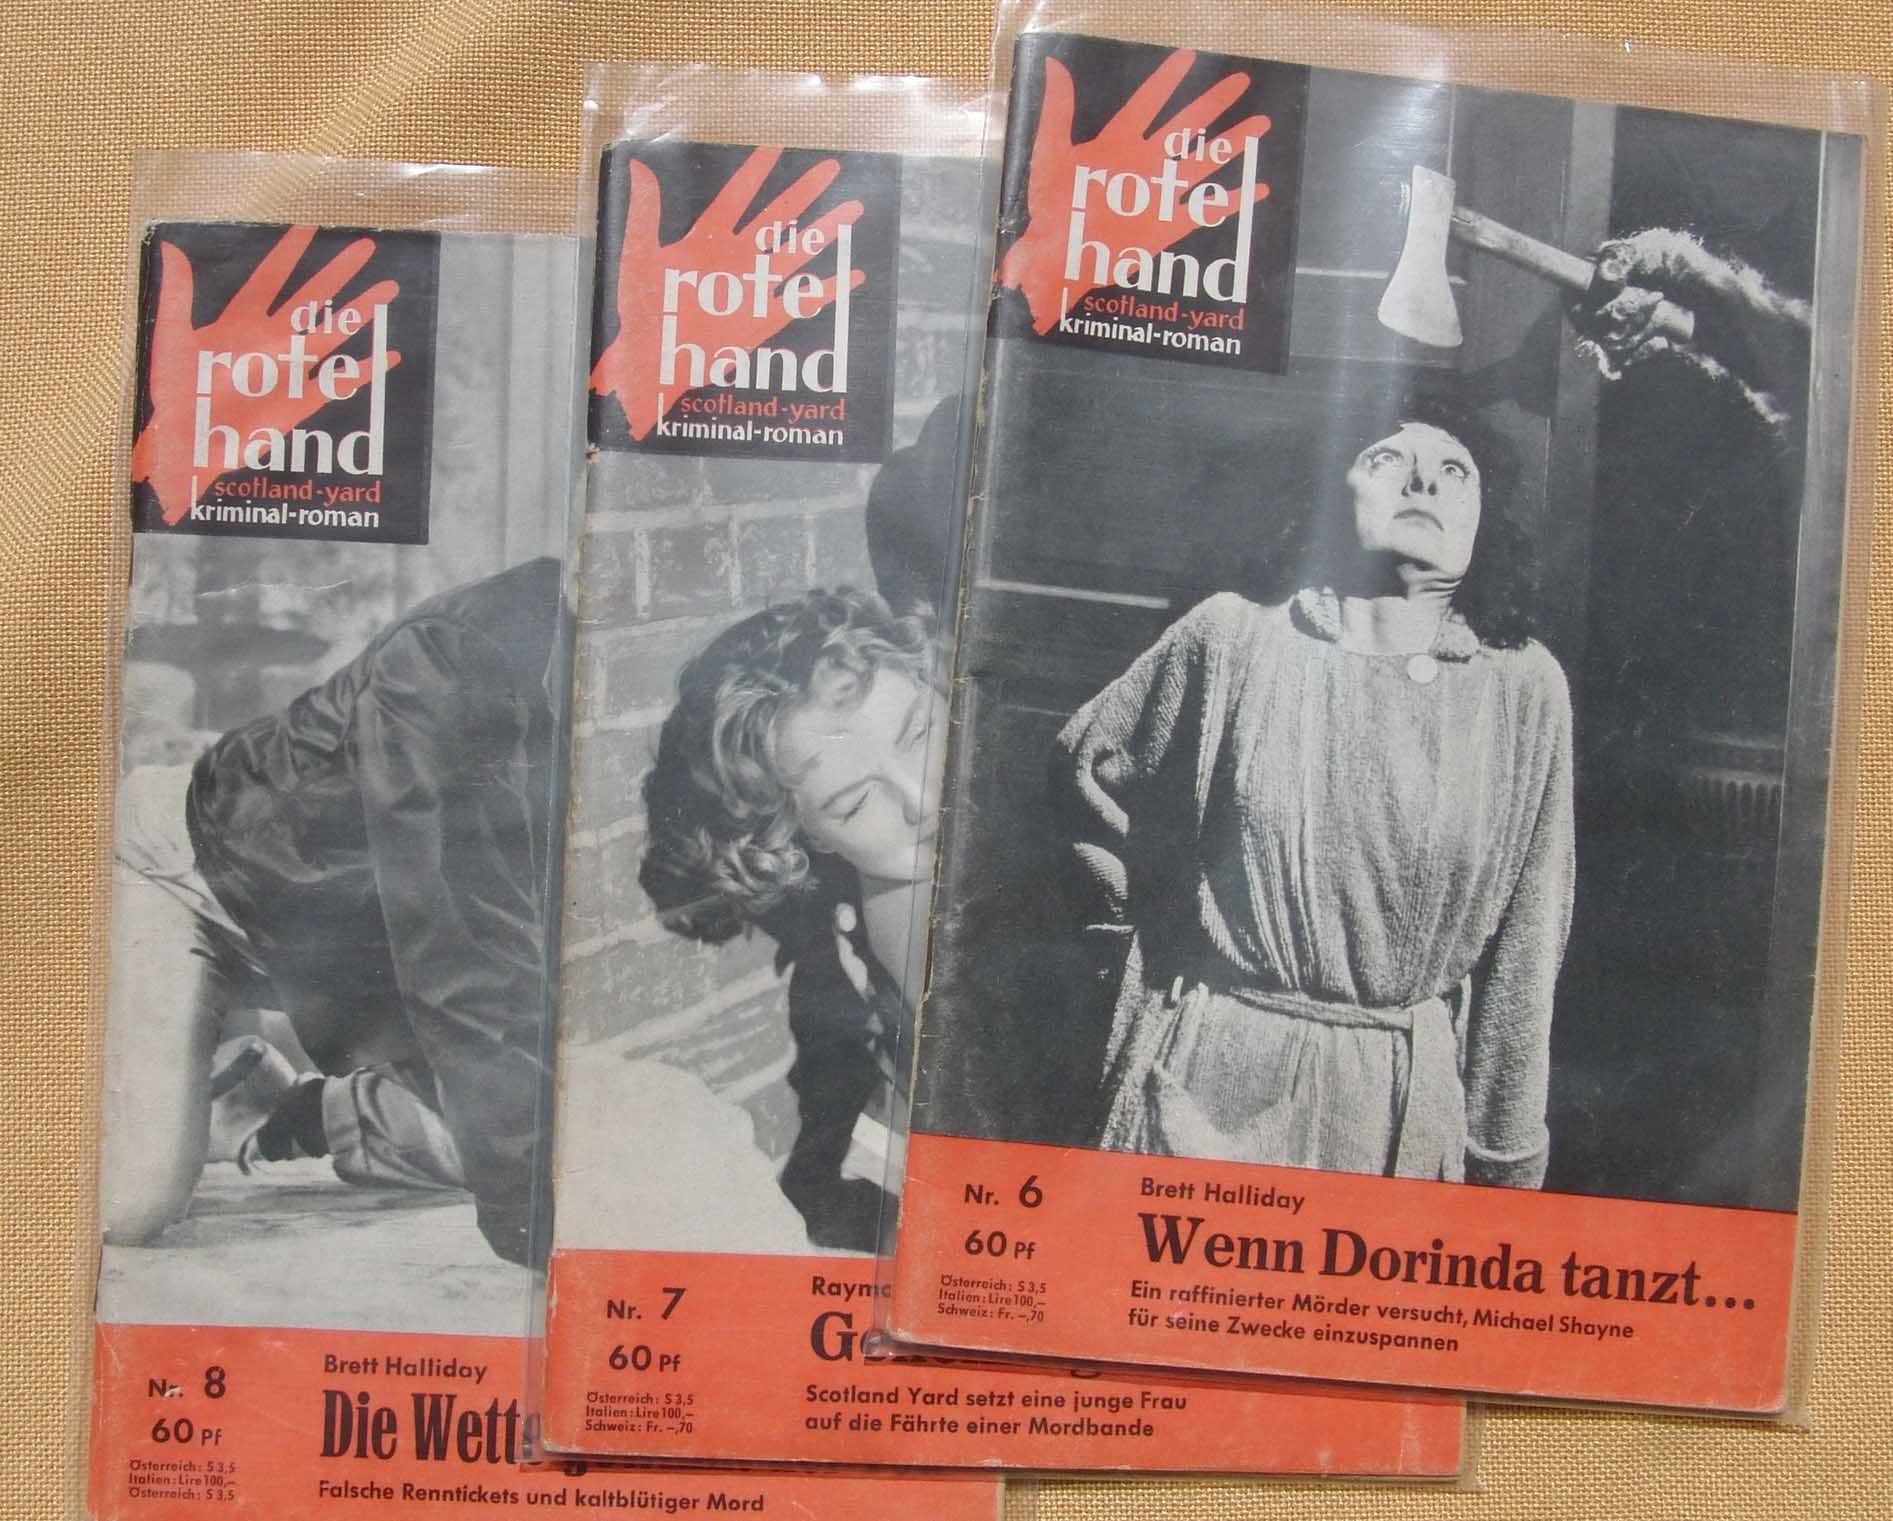 die
rote
hand
scotland-yard
kriminal-roman
Nr. 8
60 Pf
Österreich: S 3,5
Italien: Lire 100,–
Österreich: S 3,5
Brett Halliday
Die
Falsche Renntickets und kaltblütiger Mord
die
rote
hand
scotland-yard
kriminal-roman
Nr. 7
60 Pf
Österreich: S 3,5
Italien: Lire 100,–
Schweiz: Fr. –,70
Scotland Yard setzt eine junge Frau
auf die Fährte einer Mordbande
die
rote
hand
scotland-yard
kriminal-roman
Nr. 6
60 Pf
Österreich: S 3,5
Italien: Lire 100,–
Schweiz: Fr. –,70
Brett Halliday
Wenn Dorinda tanzt...
Ein raffinierter Mörder versucht, Michael Shayne
für seine Zwecke einzuspannen